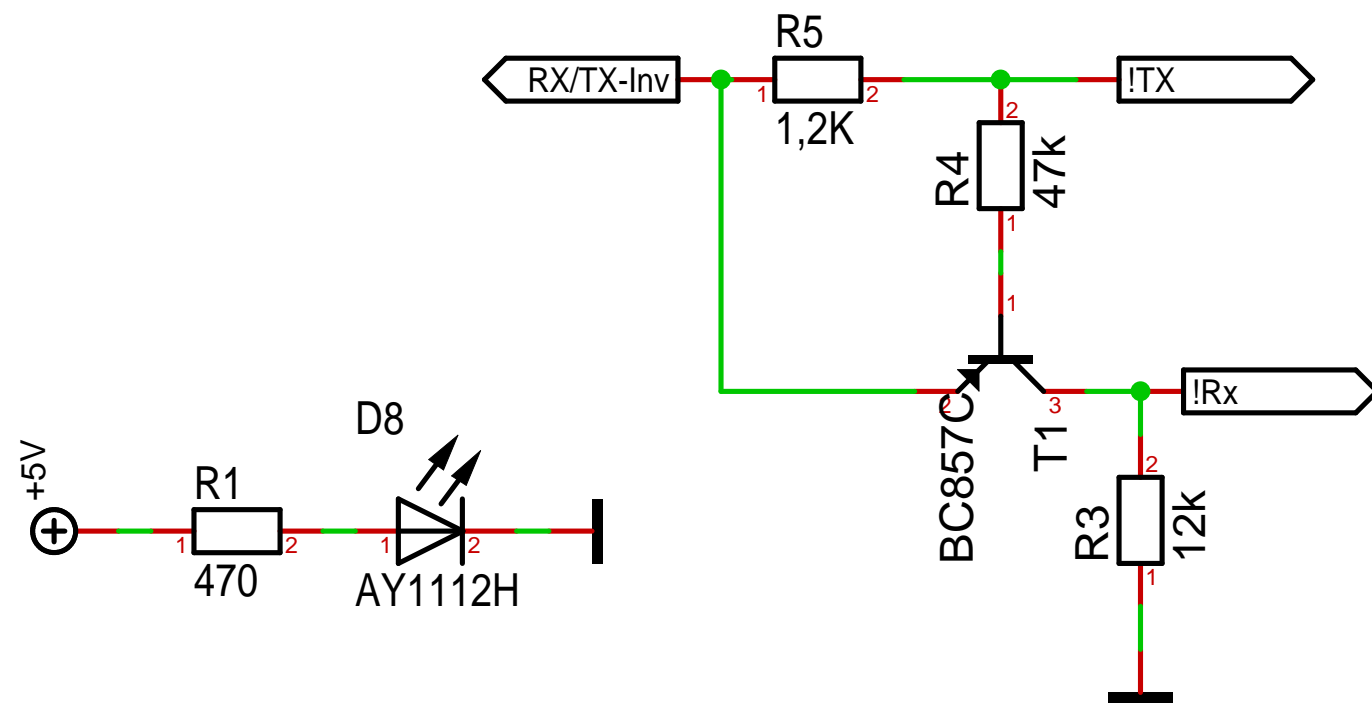 R5
RX/TX-Inv
1
2
!TX
1,2K
2
R4
47k
1
1
2
BC857C
3
T1
!Rx
D8
+5V
R1
1
2
1
2
470
AY1112H
2
R3
12k
1